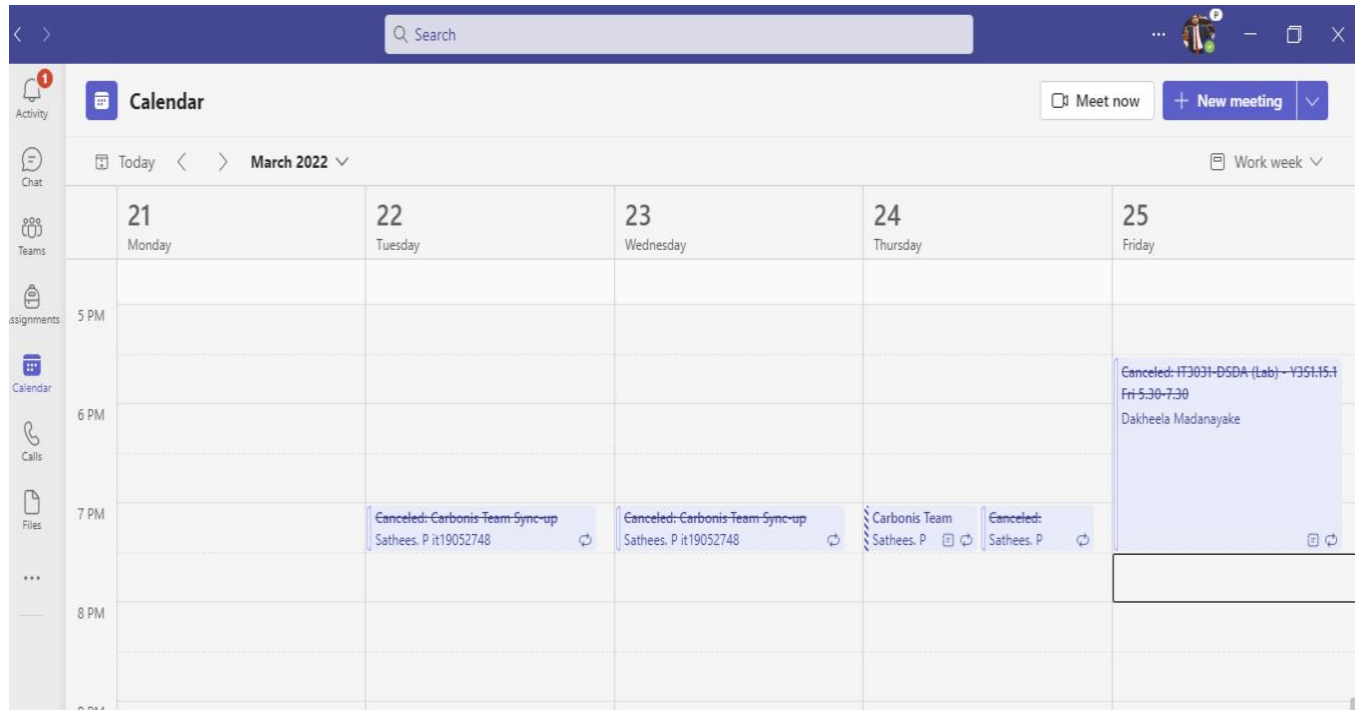 Search
P
1
Activity
Calendar
Meet now
New meeting
Chat
Today
March 2022
Work week
Teams
21
Monday
22
Tuesday
23
Wednesday
24
Thursday
25
Friday
ssignments
5 PM
Calendar
Canceled: IT3031-DSDA (Lab) - Y3S1.15.1
Fri 5.30-7.30
Dakheela Madanayake
6 PM
Calls
Files
7 PM
Canceled: Carbonis Team Sync-up
Sathees. P it19052748
Canceled: Carbonis Team Sync-up
Sathees. P it19052748
Carbonis Team
Sathees. P
Canceled:
Sathees. P
8 PM
9 PM